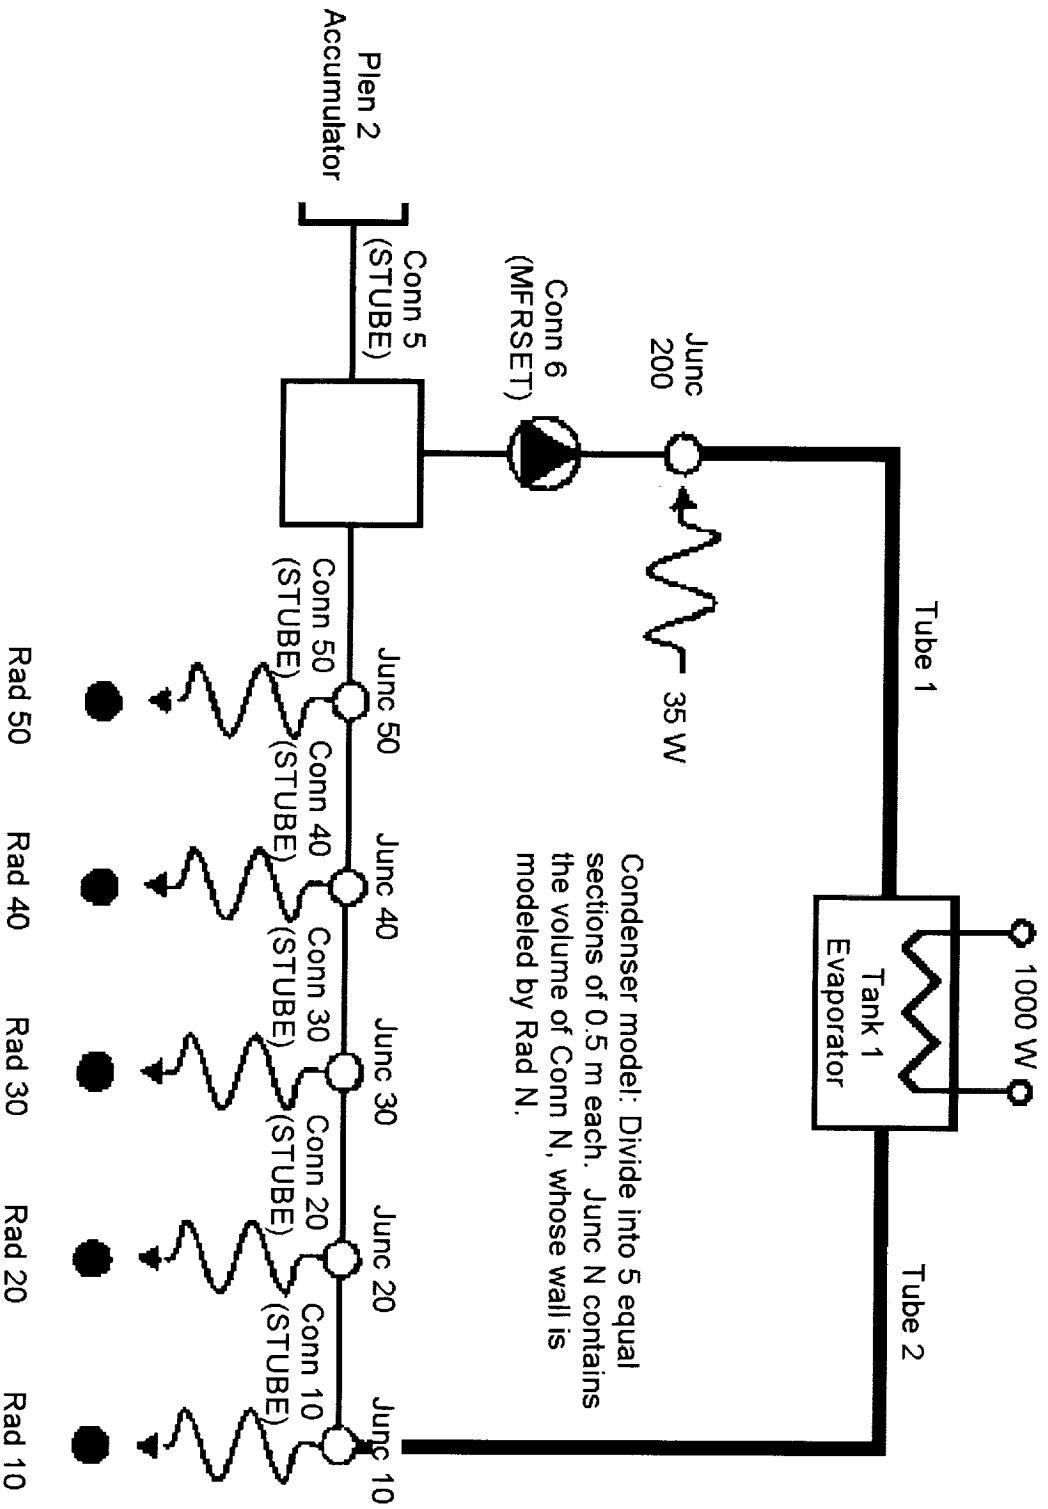 Plen 2
Accumulator
Conn 5
(STUBE)
Conn 6
(MFRSET)
Junc
200
35 W
Tube 1
1000 W
Tank 1
Evaporator
Tube 2
Condenser model: Divide into 5 equal
sections of 0.5 m each. Junc N contains
the volume of Conn N, whose wall is
modeled by Rad N.
Junc 50
Junc 40
Junc 30
Junc 20
Junc 10
Conn 50
(STUBE)
Conn 40
(STUBE)
Conn 30
(STUBE)
Conn 20
(STUBE)
Conn 10
(STUBE)
Rad 50
Rad 40
Rad 30
Rad 20
Rad 10